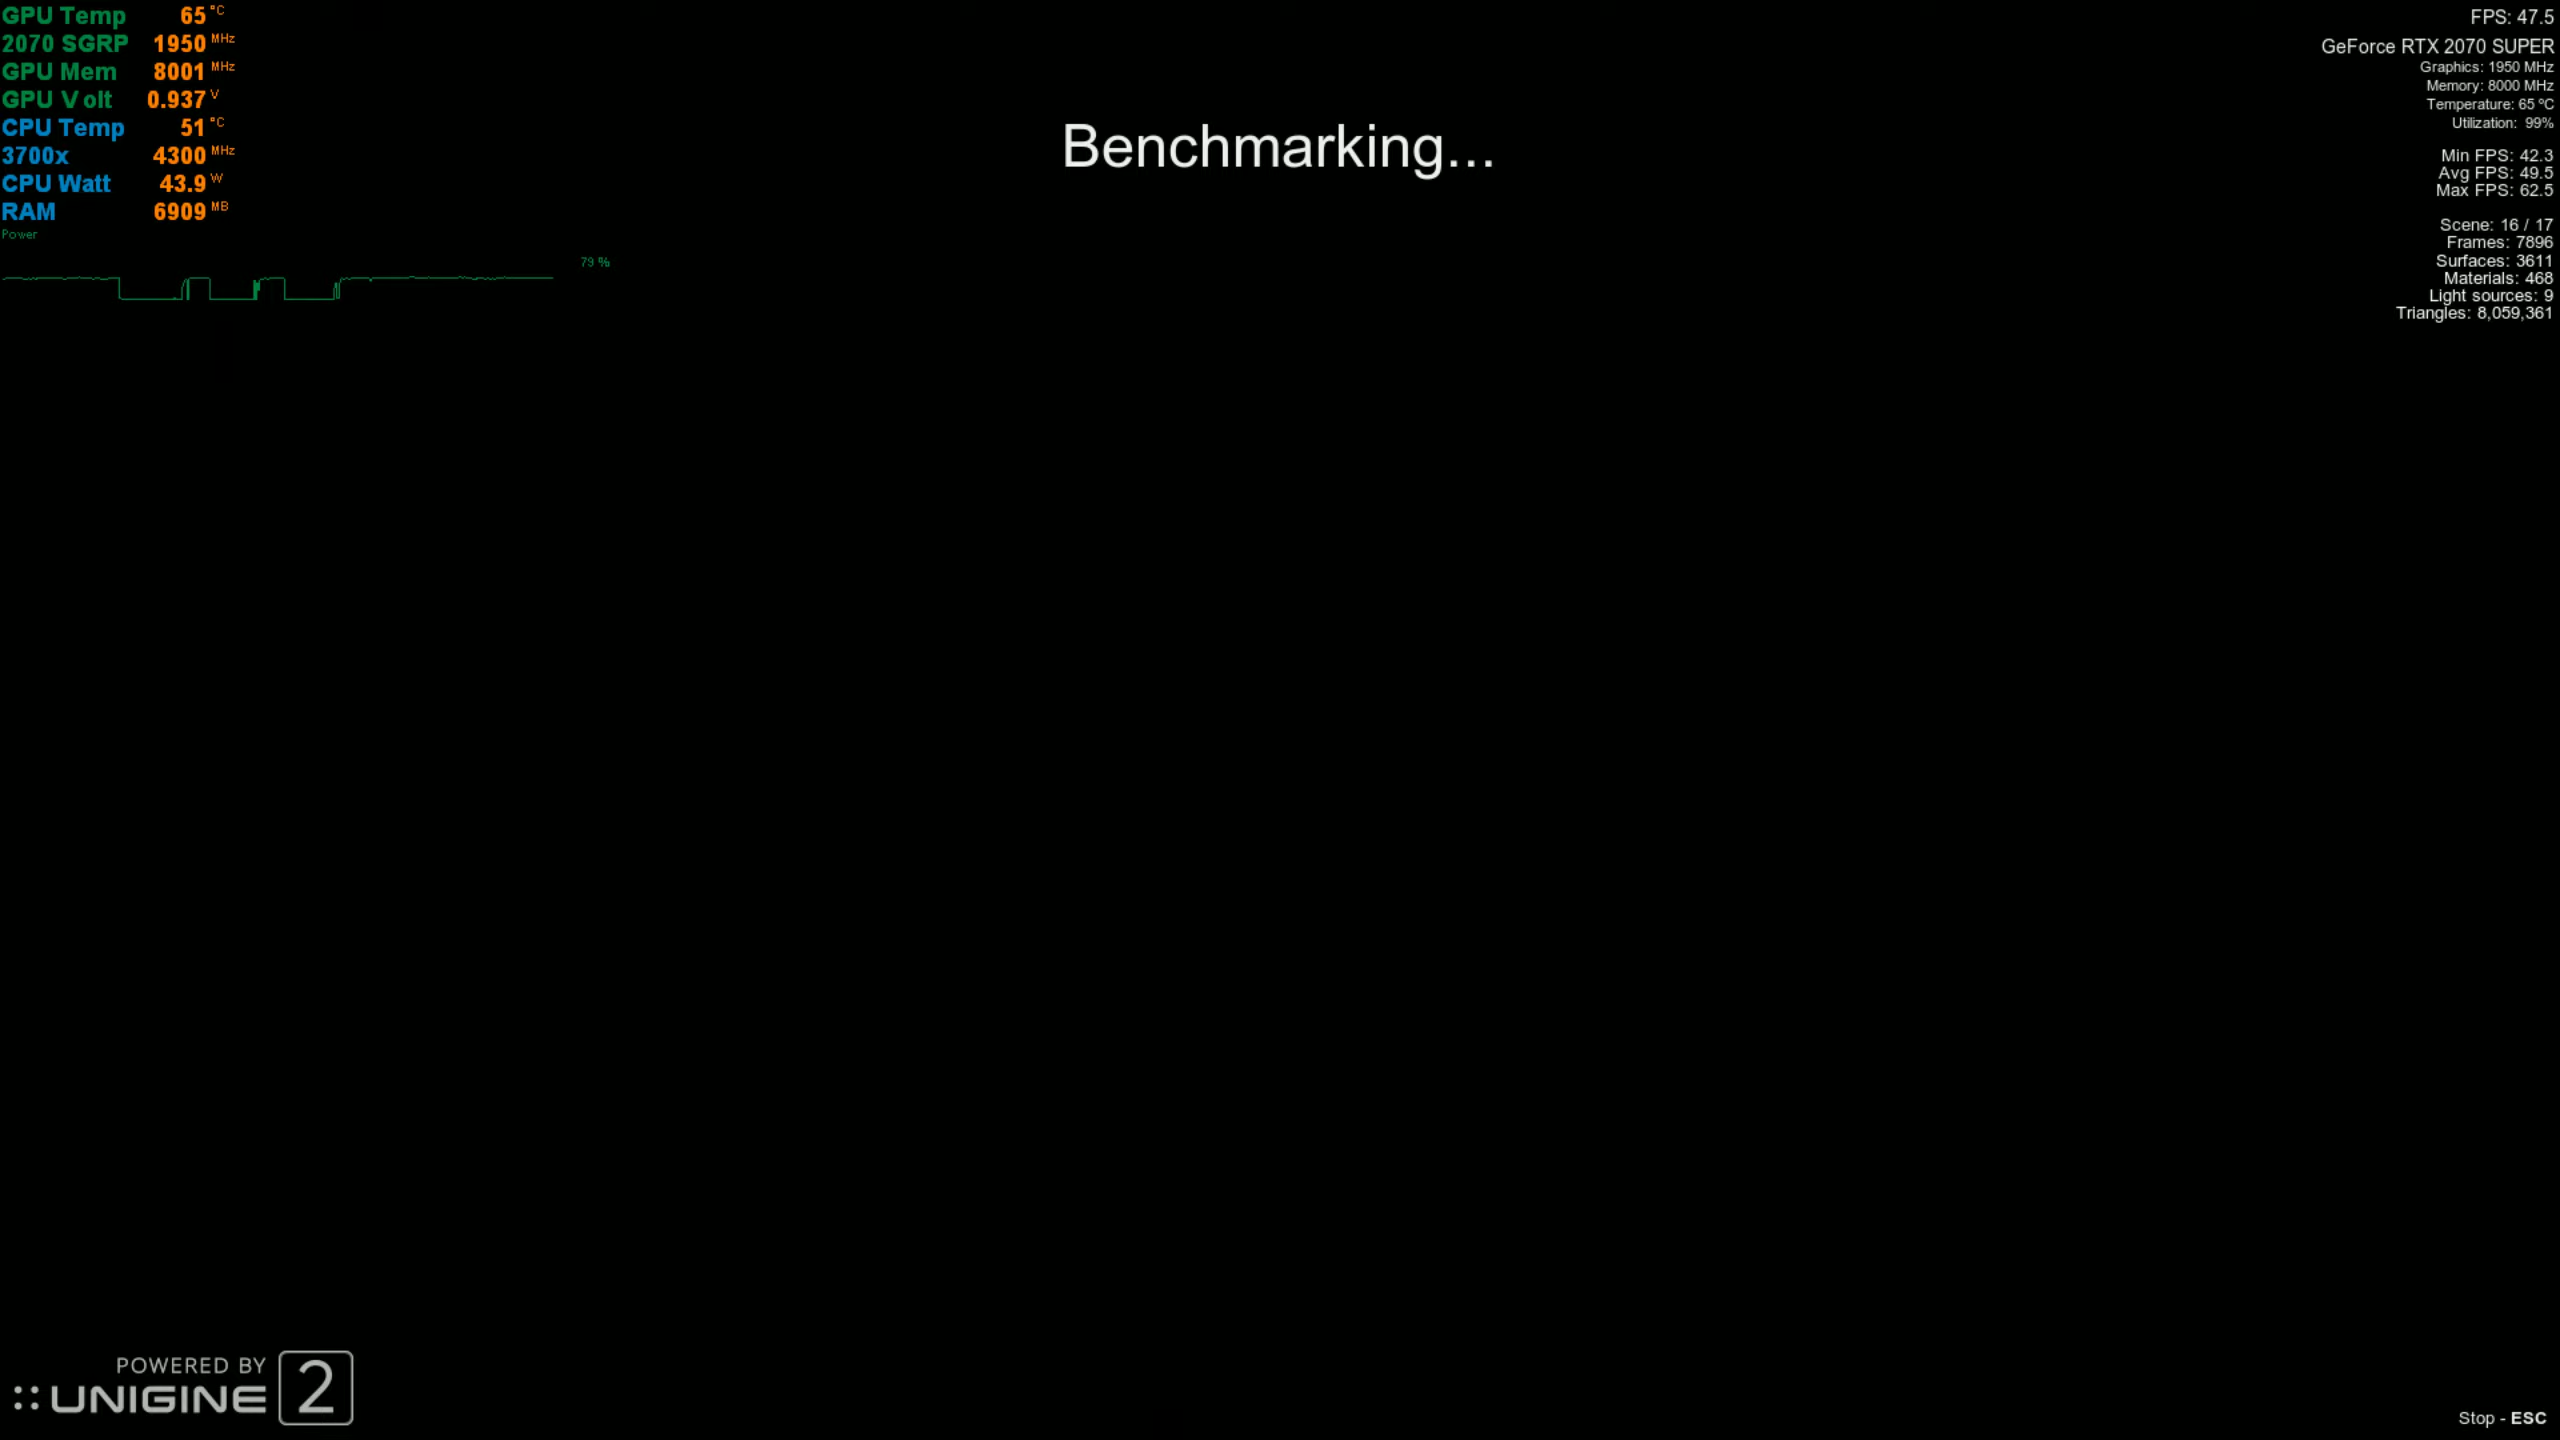 GPU Temp 65 °C
2070 SGRP 1950 MHz
GPU Mem 8001 MHz
GPU Volt 0.937 V
CPU Temp 51 °C
3700x 4300 MHz
CPU Watt 43.9 W
RAM 6909 MB
Power
79 %
Benchmarking...
FPS: 47.5
GeForce RTX 2070 SUPER
Graphics: 1950 MHz
Memory: 8000 MHz
Temperature: 65 ºC
Utilization: 99%
Min FPS: 42.3
Avg FPS: 49.5
Max FPS: 62.5
Scene: 16 / 17
Frames: 7896
Surfaces: 3611
Materials: 468
Light sources: 9
Triangles: 8,059,361
POWERED BY
UNIGINE 2
Stop - ESC